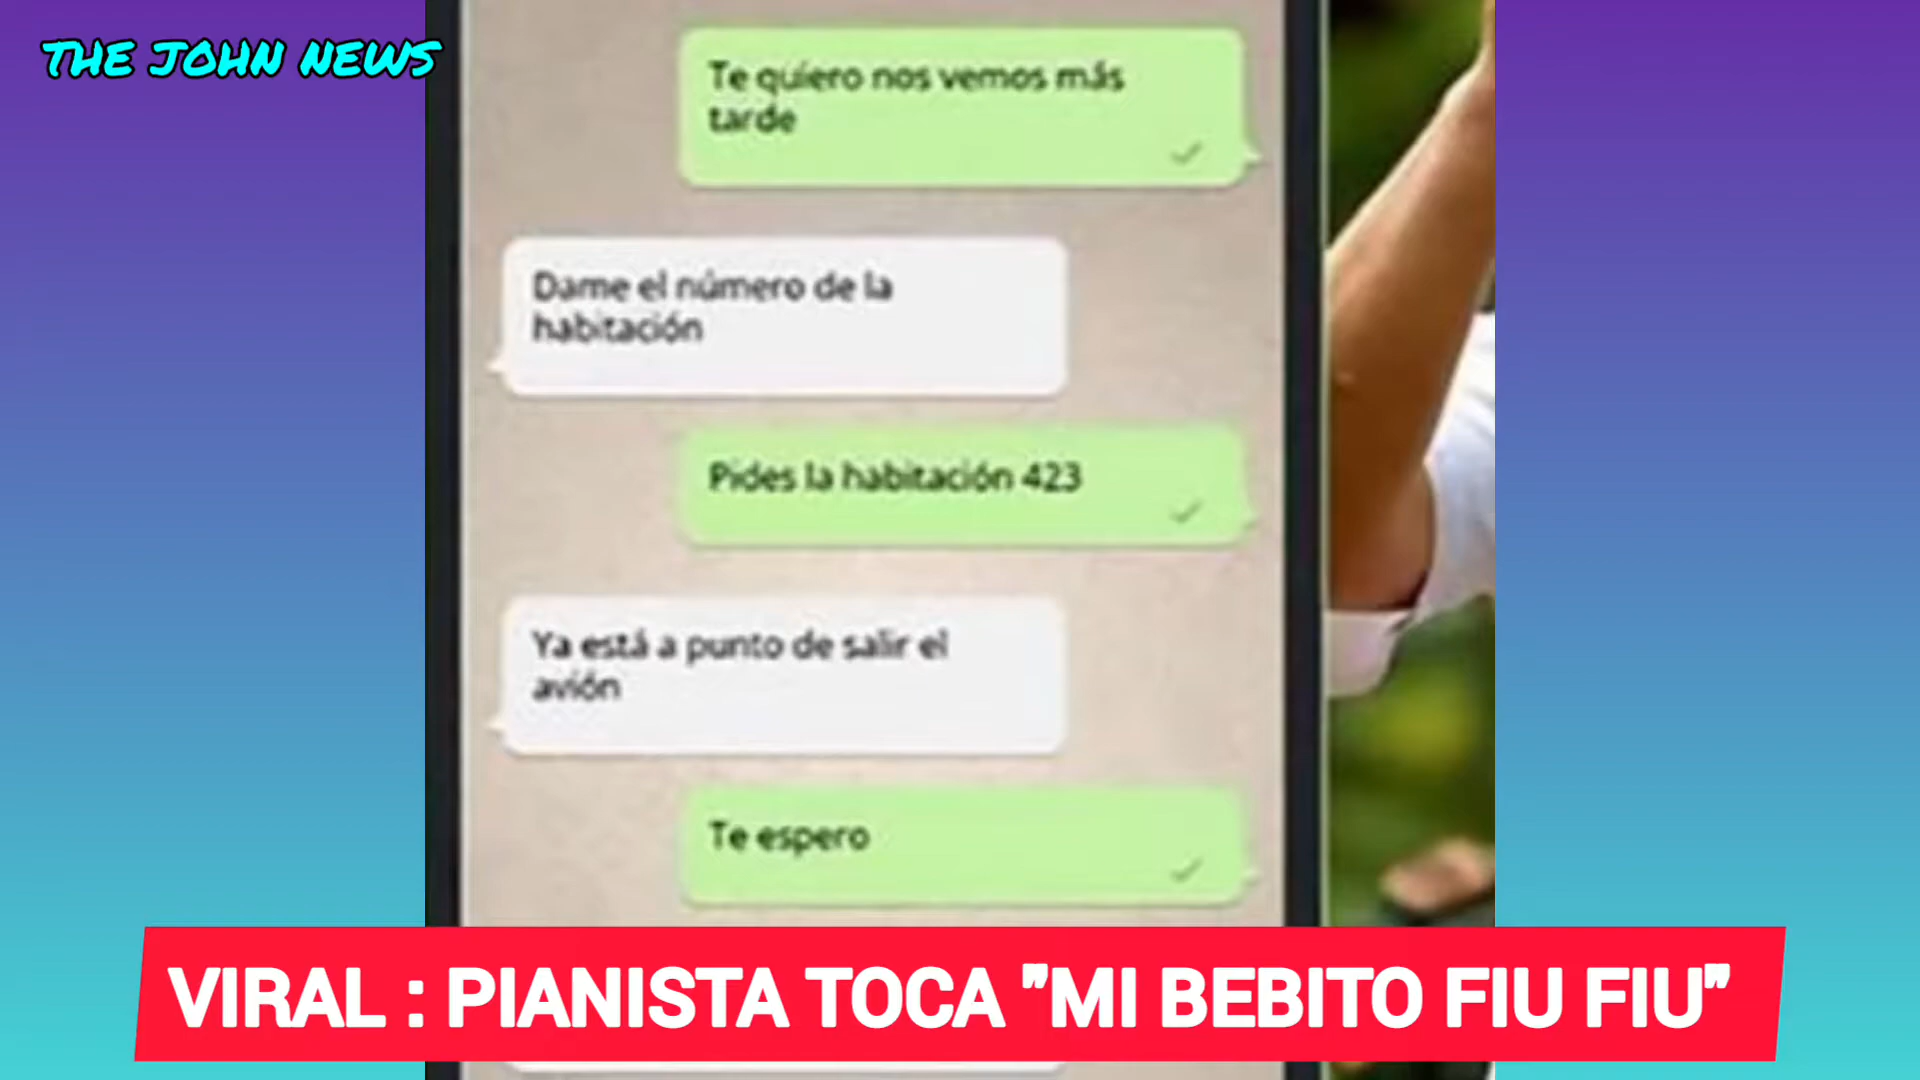 THE JOHN NEWS
Te quiero nos vemos más
tarde
Dame el número de la
habitación
Pides la habitación 423
Ya está a punto de salir el
avión
Te espero
VIRAL : PIANISTA TOCA "MI BEBITO FIU FIU"